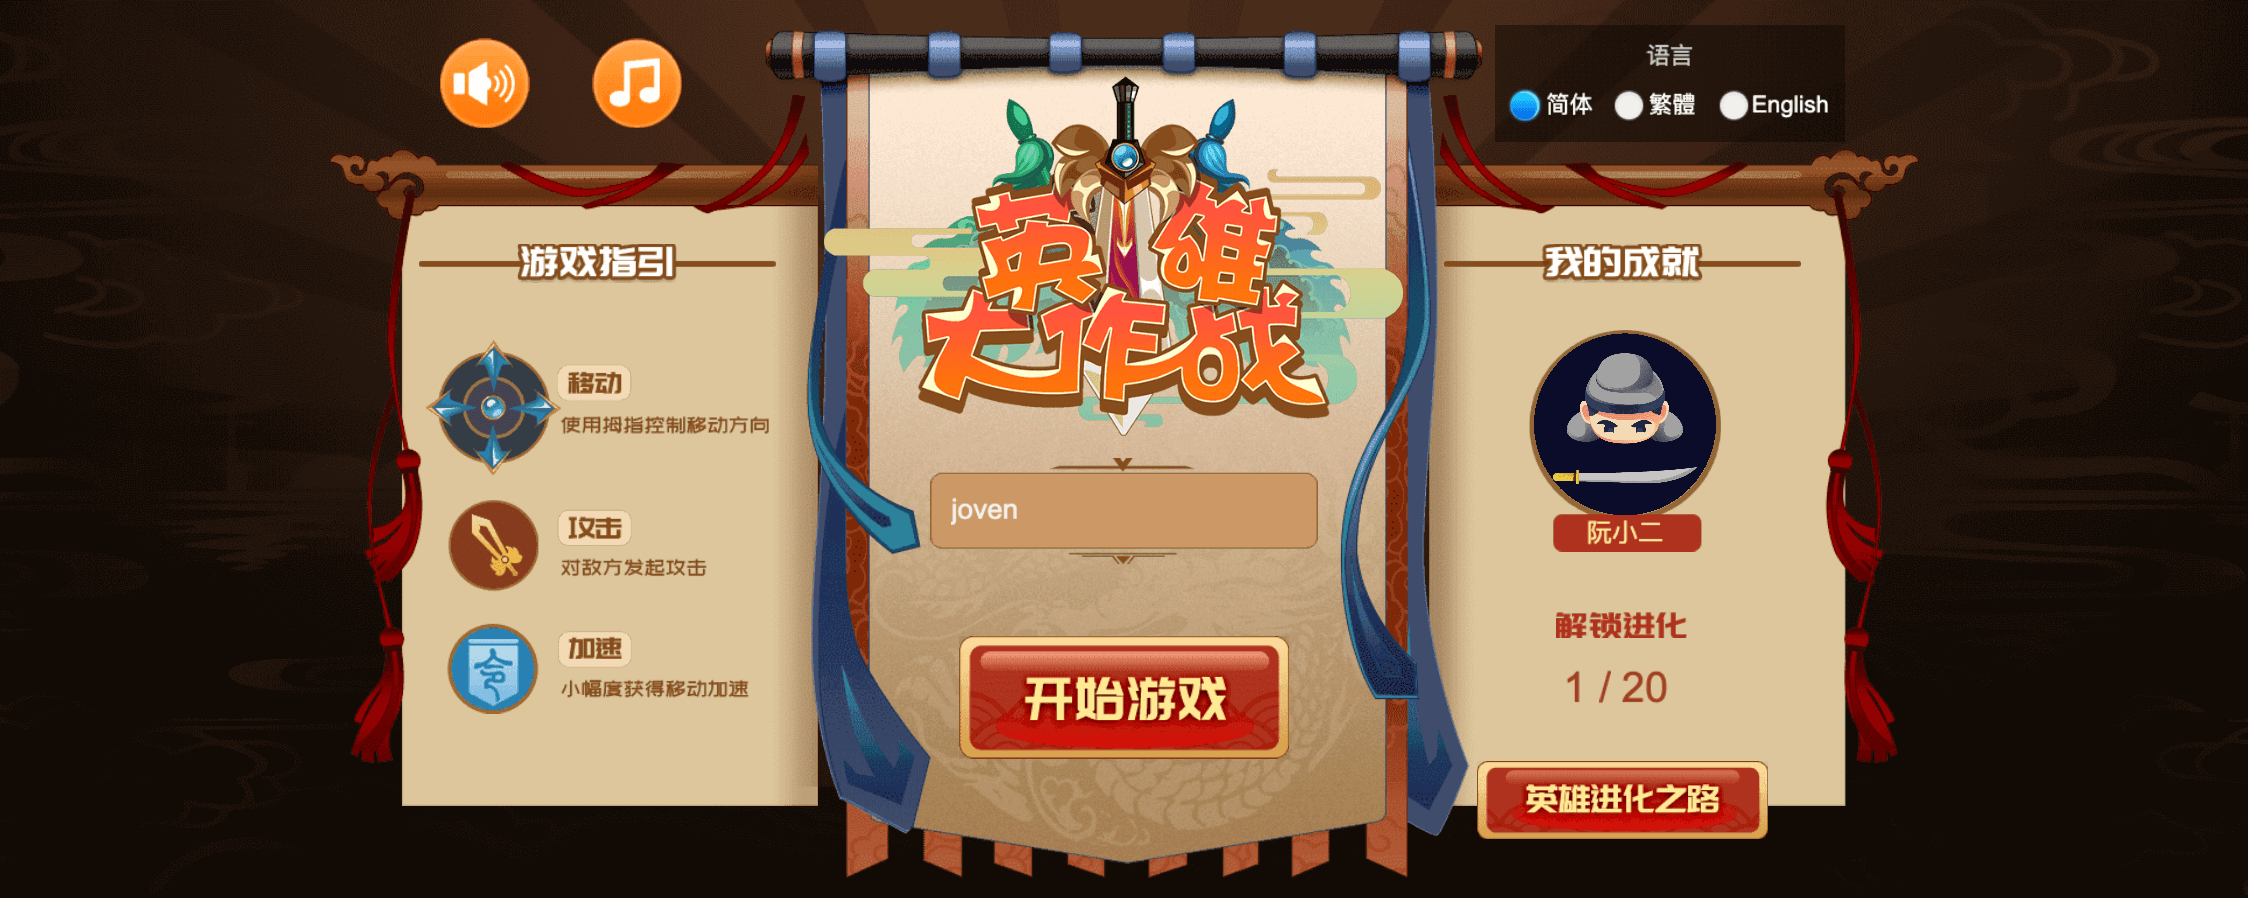 语言
简体 繁體 English
游戏指引
移动
使用拇指控制移动方向
攻击
对敌方发起攻击
令
加速
小幅度获得移动加速
英雄
大作战
joven
开始游戏
我的成就
阮小二
解锁进化
1 / 20
英雄进化之路